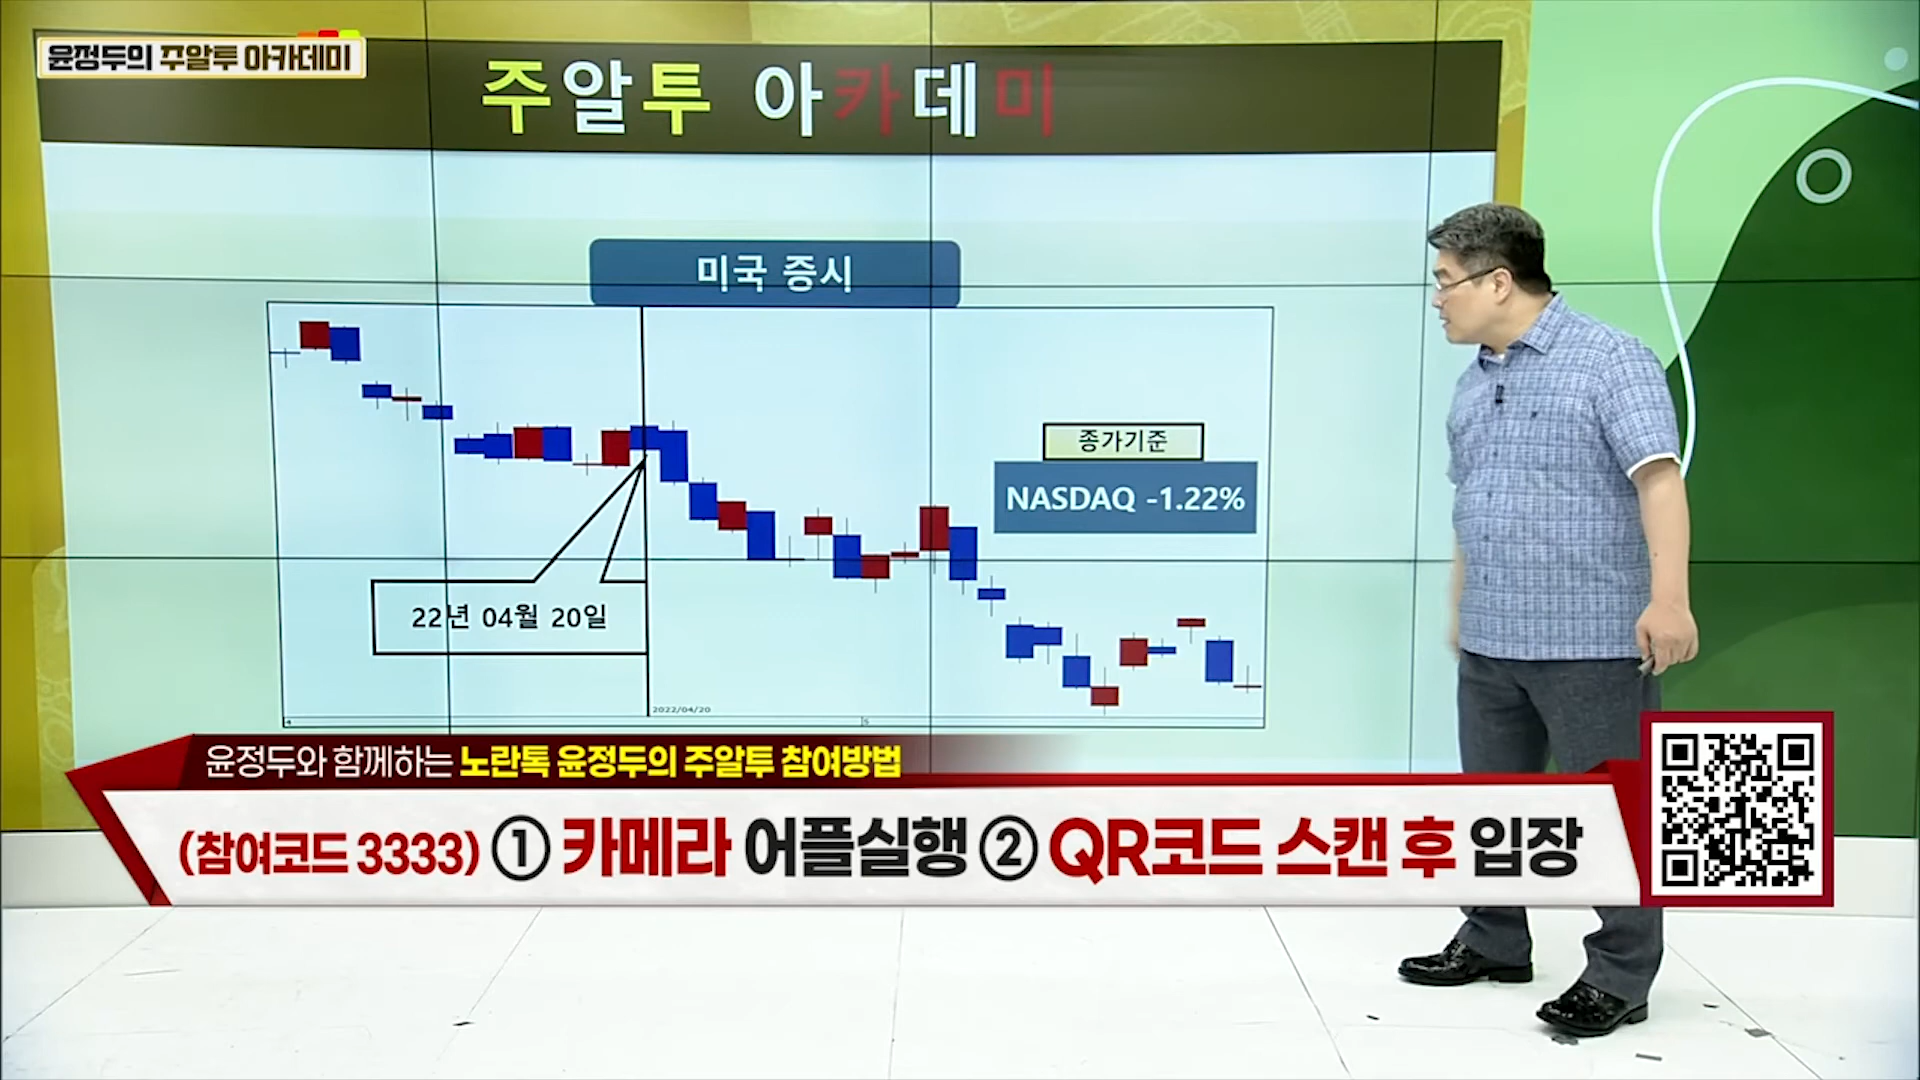 윤정두의 주알투 아카데미
주알투 아카데미
미국 증시
종가기준
NASDAQ -1.22%
22년 04월 20일
2022/04/20
4
5
윤정두와 함께하는 노란톡 윤정두의 주알투 참여방법
(참여코드 3333) ① 카메라 어플실행 ② QR코드 스캔 후 입장